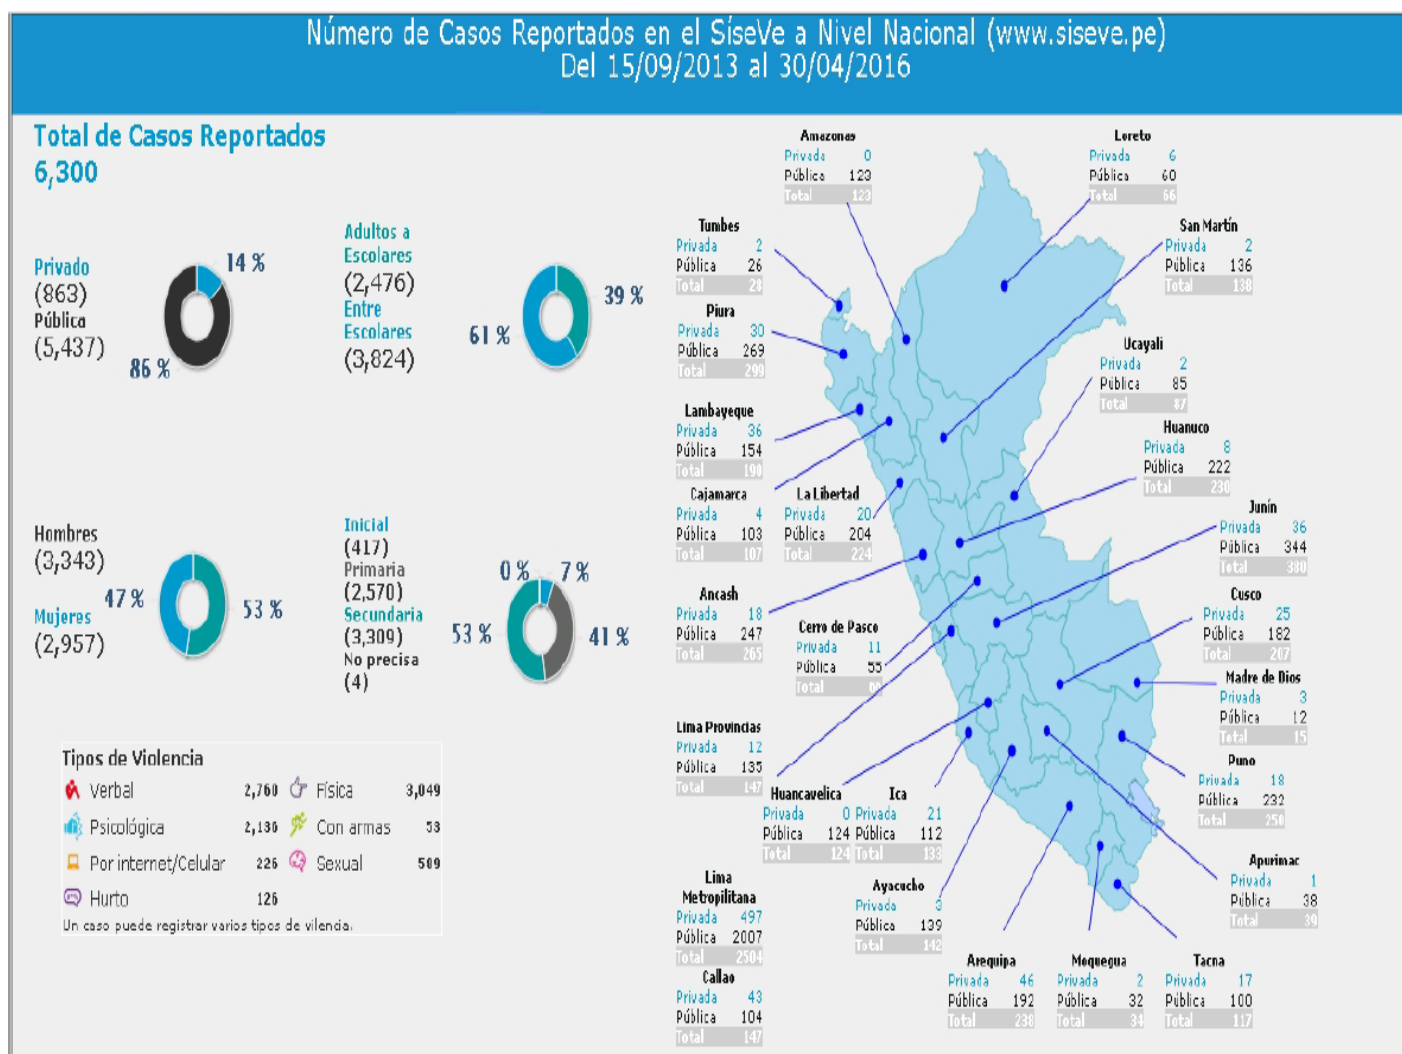 Número de Casos Reportados en el SíseVe a Nivel Nacional (www.siseve.pe)
Del 15/09/2013 al 30/04/2016
Total de Casos Reportados
6,300
Privado
(863)
Pública
(5,437)
14 %
86 %
Adultos a
Escolares
(2,476)
Entre
Escolares
(3,824)
39 %
61 %
Hombres
(3,343)
Mujeres
(2,957)
47 %
53 %
Inicial
(417)
Primaria
(2,570)
Secundaria
(3,309)
No precisa
(4)
0 %
7 %
53 %
41 %
Tipos de Violencia
Verbal 2,760
Física 3,049
Psicológica 2,136
Con armas 53
Por internet/Celular 226
Sexual 509
Hurto 126
Un caso puede registrar varios tipos de vilencia.
Amazonas
Privada 0
Pública 123
Total 123
Loreto
Privada 6
Pública 60
Total 66
Tumbes
Privada 2
Pública 26
Total 28
San Martín
Privada 2
Pública 136
Total 138
Piura
Privada 30
Pública 269
Total 299
Ucayali
Privada 2
Pública 85
Total 87
Lambayeque
Privada 36
Pública 154
Total 190
Huanuco
Privada 8
Pública 222
Total 230
Cajamarca
Privada 4
Pública 103
Total 107
La Libertad
Privada 20
Pública 204
Total 224
Junín
Privada 36
Pública 344
Total 380
Ancash
Privada 18
Pública 247
Total 265
Cerro de Pasco
Privada 11
Pública 55
Total
Cusco
Privada 25
Pública 182
Total 207
Madre de Dios
Privada 3
Pública 12
Total 15
Lima Provincias
Privada 12
Pública 135
Total 147
Huancavelica
Privada 0
Pública 124
Total 124
Ica
Privada 21
Pública 112
Total 133
Puno
Privada 18
Pública 232
Total 250
Lima
Metropilitana
Privada 497
Pública 2007
Total 2504
Ayacucho
Privada 3
Pública 139
Total 142
Apurimac
Privada 1
Pública 38
Total 39
Callao
Privada 43
Pública 104
Total 147
Arequipa
Privada 46
Pública 192
Total 238
Moquegua
Privada 2
Pública 32
Total 34
Tacna
Privada 17
Pública 100
Total 117